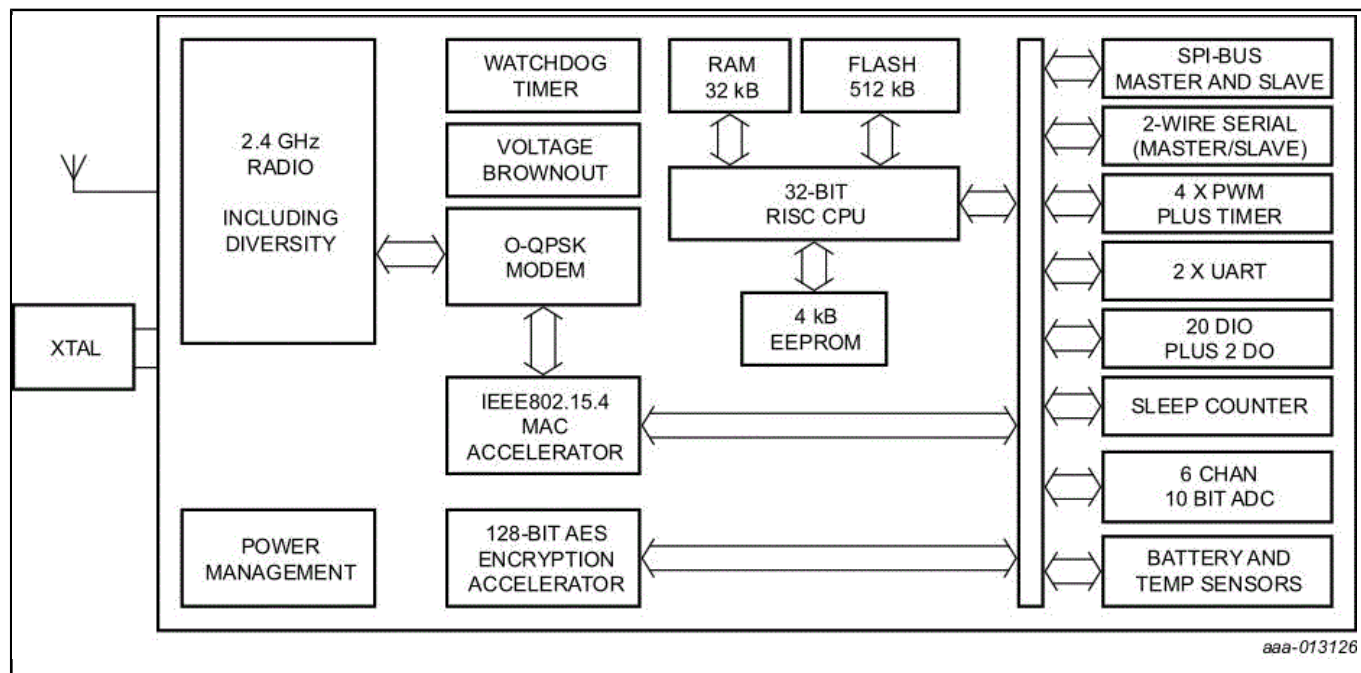 2.4 GHz
RADIO
INCLUDING
DIVERSITY
XTAL
POWER
MANAGEMENT
WATCHDOG
TIMER
VOLTAGE
BROWNOUT
O-QPSK
MODEM
IEEE802.15.4
MAC
ACCELERATOR
128-BIT AES
ENCRYPTION
ACCELERATOR
RAM
32 kB
FLASH
512 kB
32-BIT
RISC CPU
4 kB
EEPROM
SPI-BUS
MASTER AND SLAVE
2-WIRE SERIAL
(MASTER/SLAVE)
4 X PWM
PLUS TIMER
2 X UART
20 DIO
PLUS 2 DO
SLEEP COUNTER
6 CHAN
10 BIT ADC
BATTERY AND
TEMP SENSORS
aaa-013126